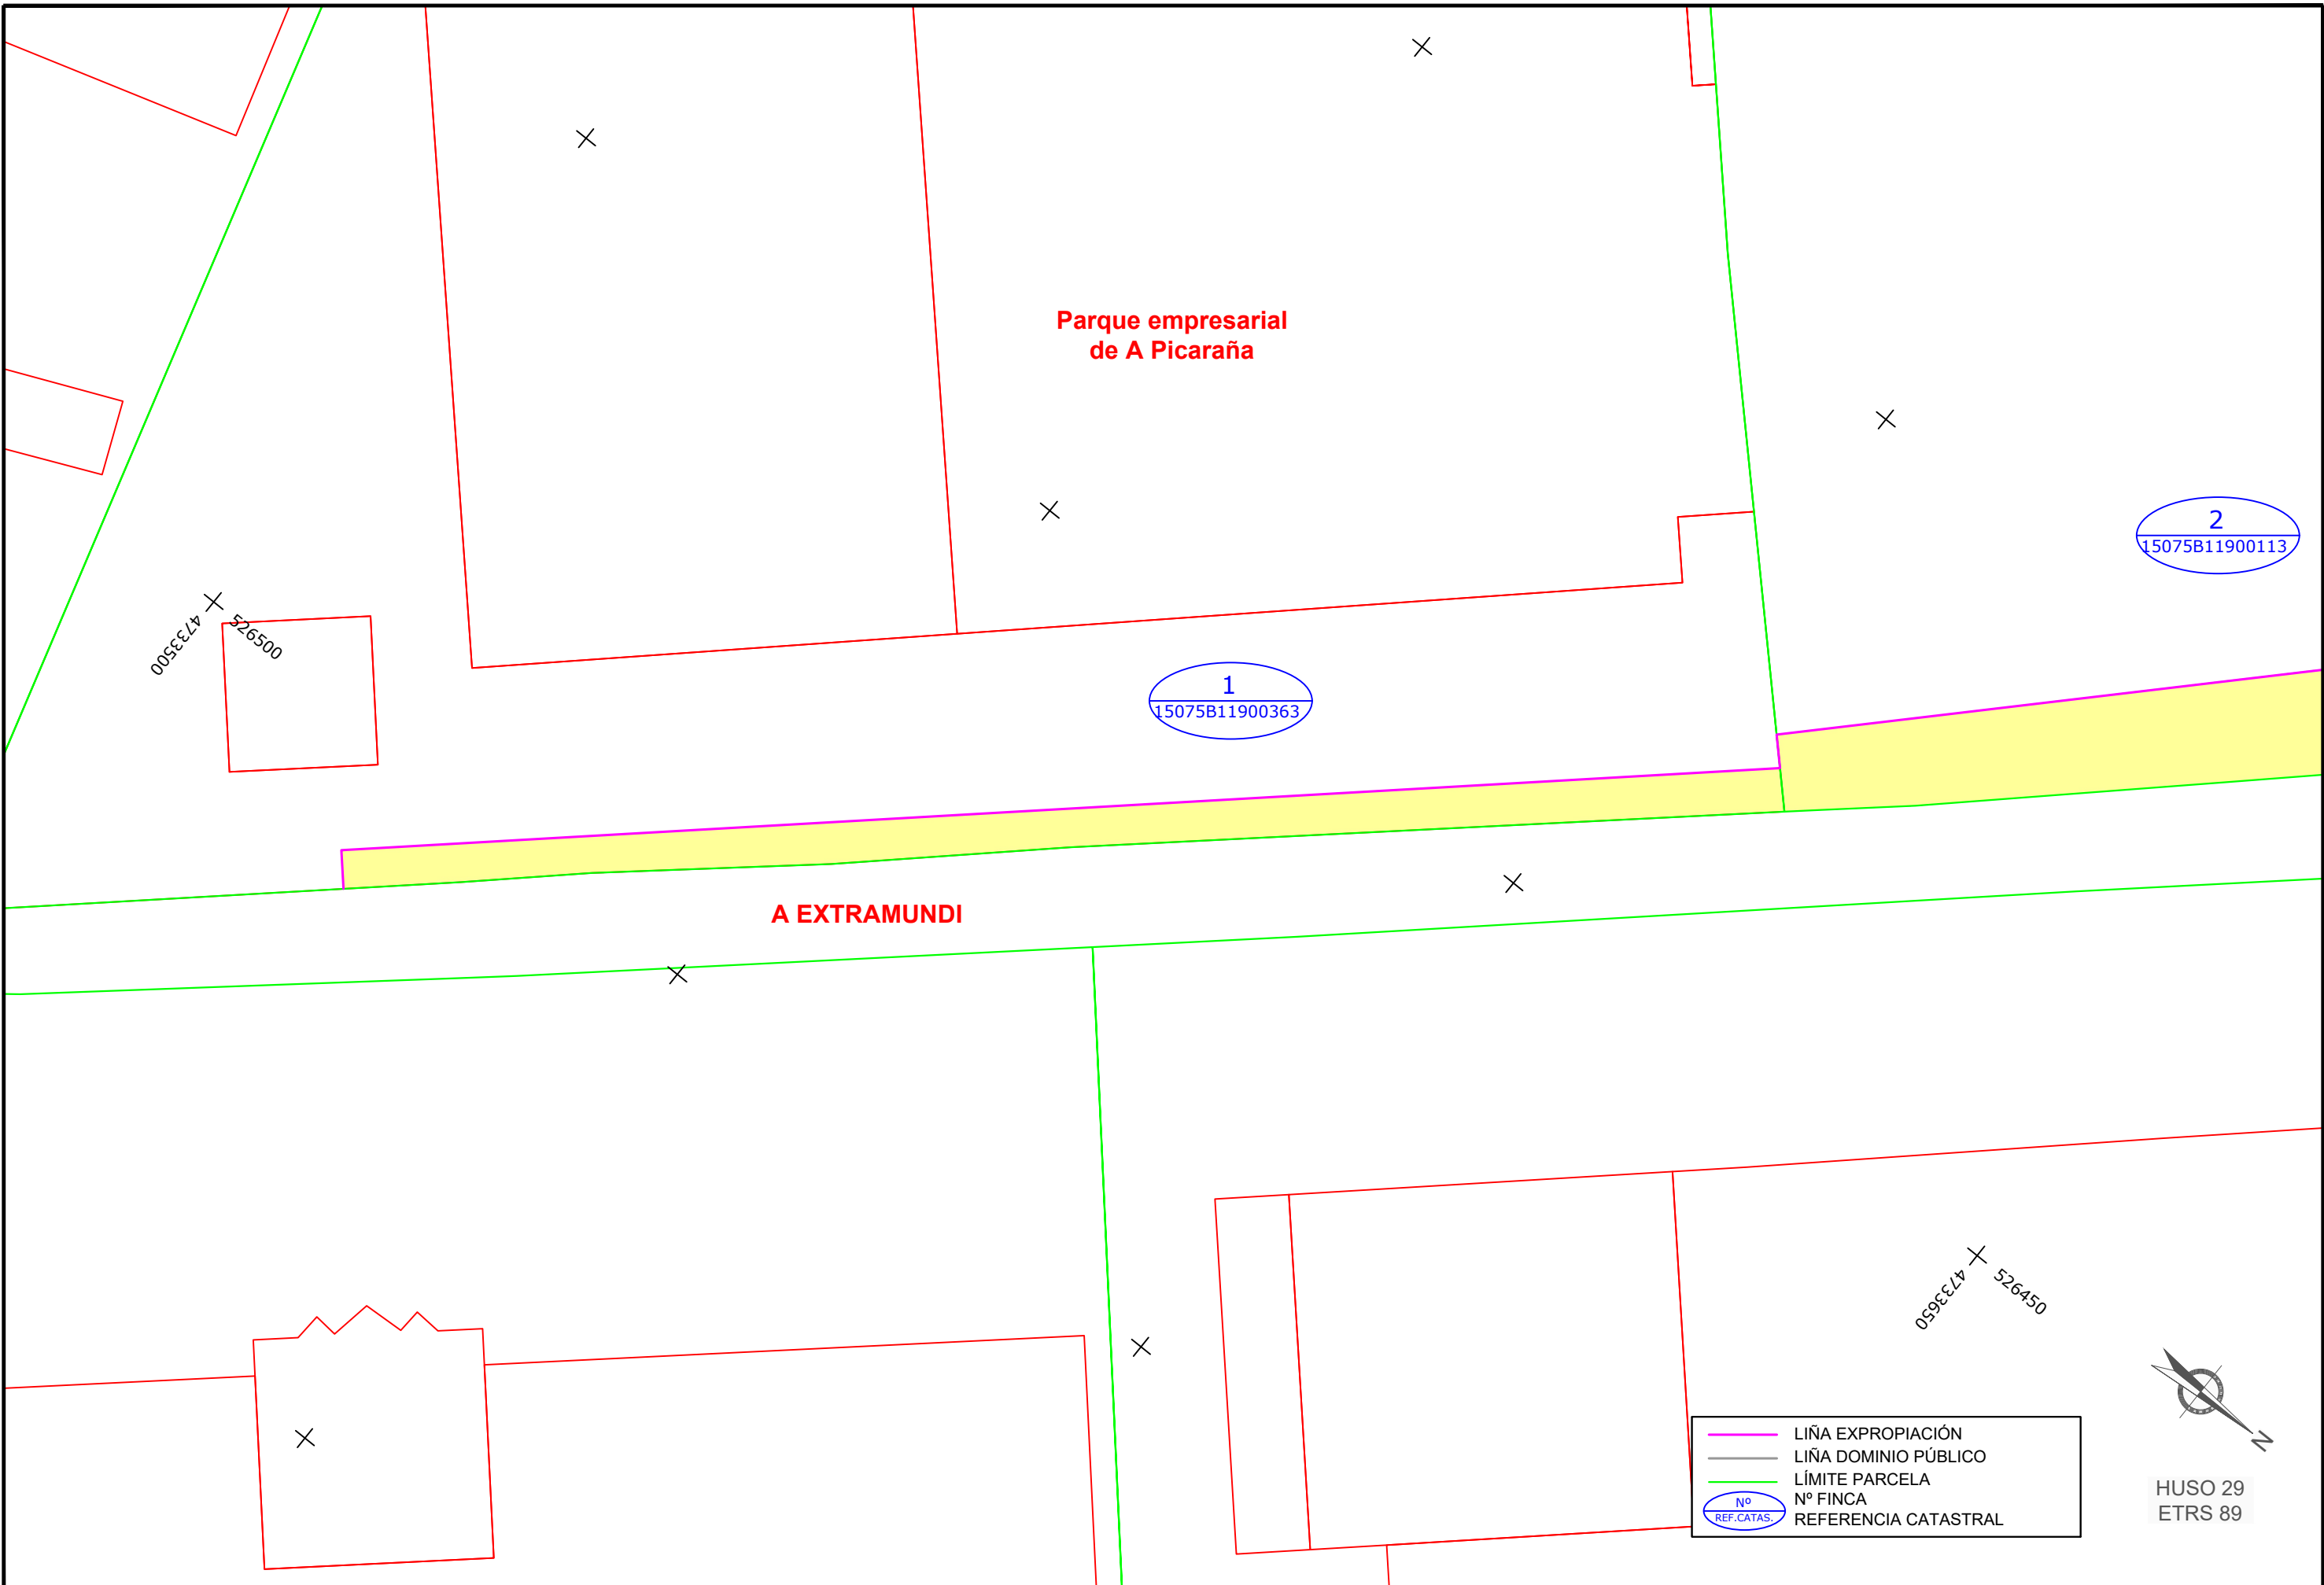 Parque empresarial
de A Picaraña
2
15075B11900113
4733500
526500
1
15075B11900363
A EXTRAMUNDI
4733650
526450
LIÑA EXPROPIACIÓN
LIÑA DOMINIO PÚBLICO
LÍMITE PARCELA
Nº
REF.CATAS.
Nº FINCA
REFERENCIA CATASTRAL
N
HUSO 29
ETRS 89